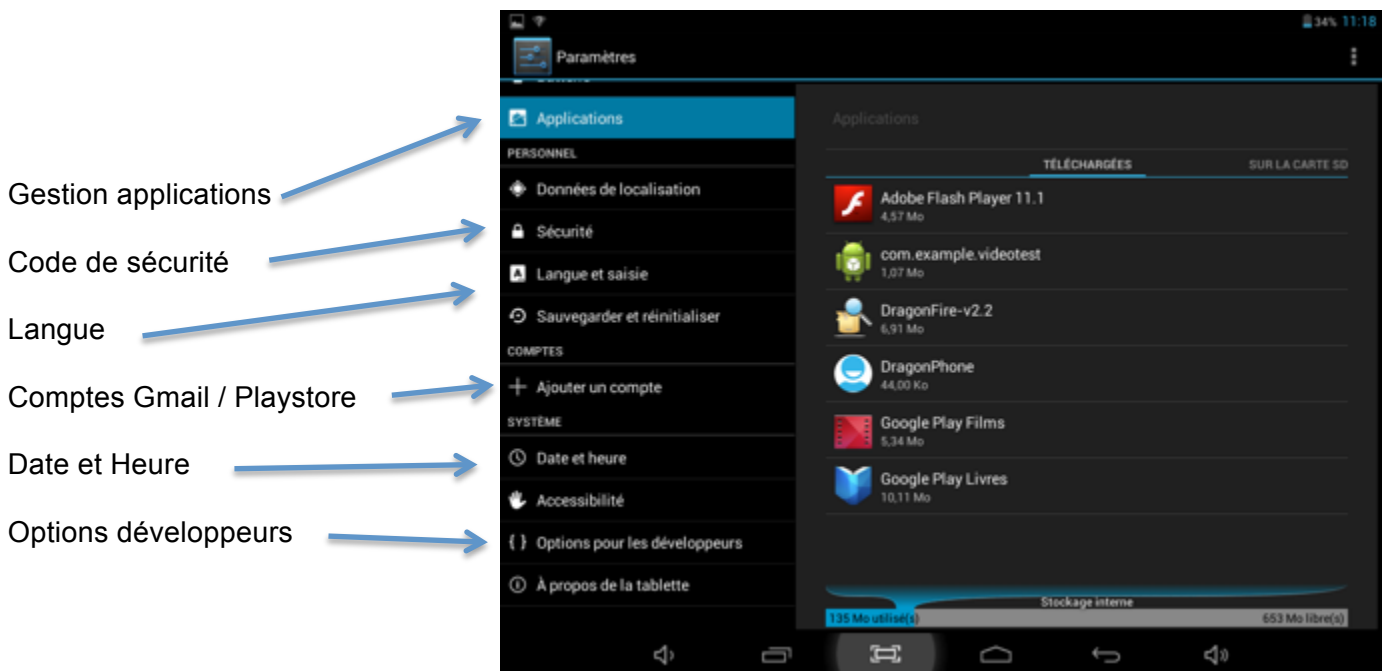 Gestion applications
Code de sécurité
Langue
Comptes Gmail / Playstore
Date et Heure
Options développeurs
34% 11:18
Paramètres
Applications
PERSONNEL
Données de localisation
Sécurité
Langue et saisie
Sauvegarder et réinitialiser
COMPTES
Ajouter un compte
SYSTÈME
Date et heure
Accessibilité
{ } Options pour les développeurs
À propos de la tablette
Applications
TÉLÉCHARGÉES SUR LA CARTE SD
Adobe Flash Player 11.1
4,57 Mo
com.example.videotest
1,07 Mo
DragonFire-v2.2
6,91 Mo
DragonPhone
44,00 Ko
Google Play Films
5,34 Mo
Google Play Livres
10,11 Mo
Stockage interne
135 Mo utilisé(s) 653 Mo libre(s)